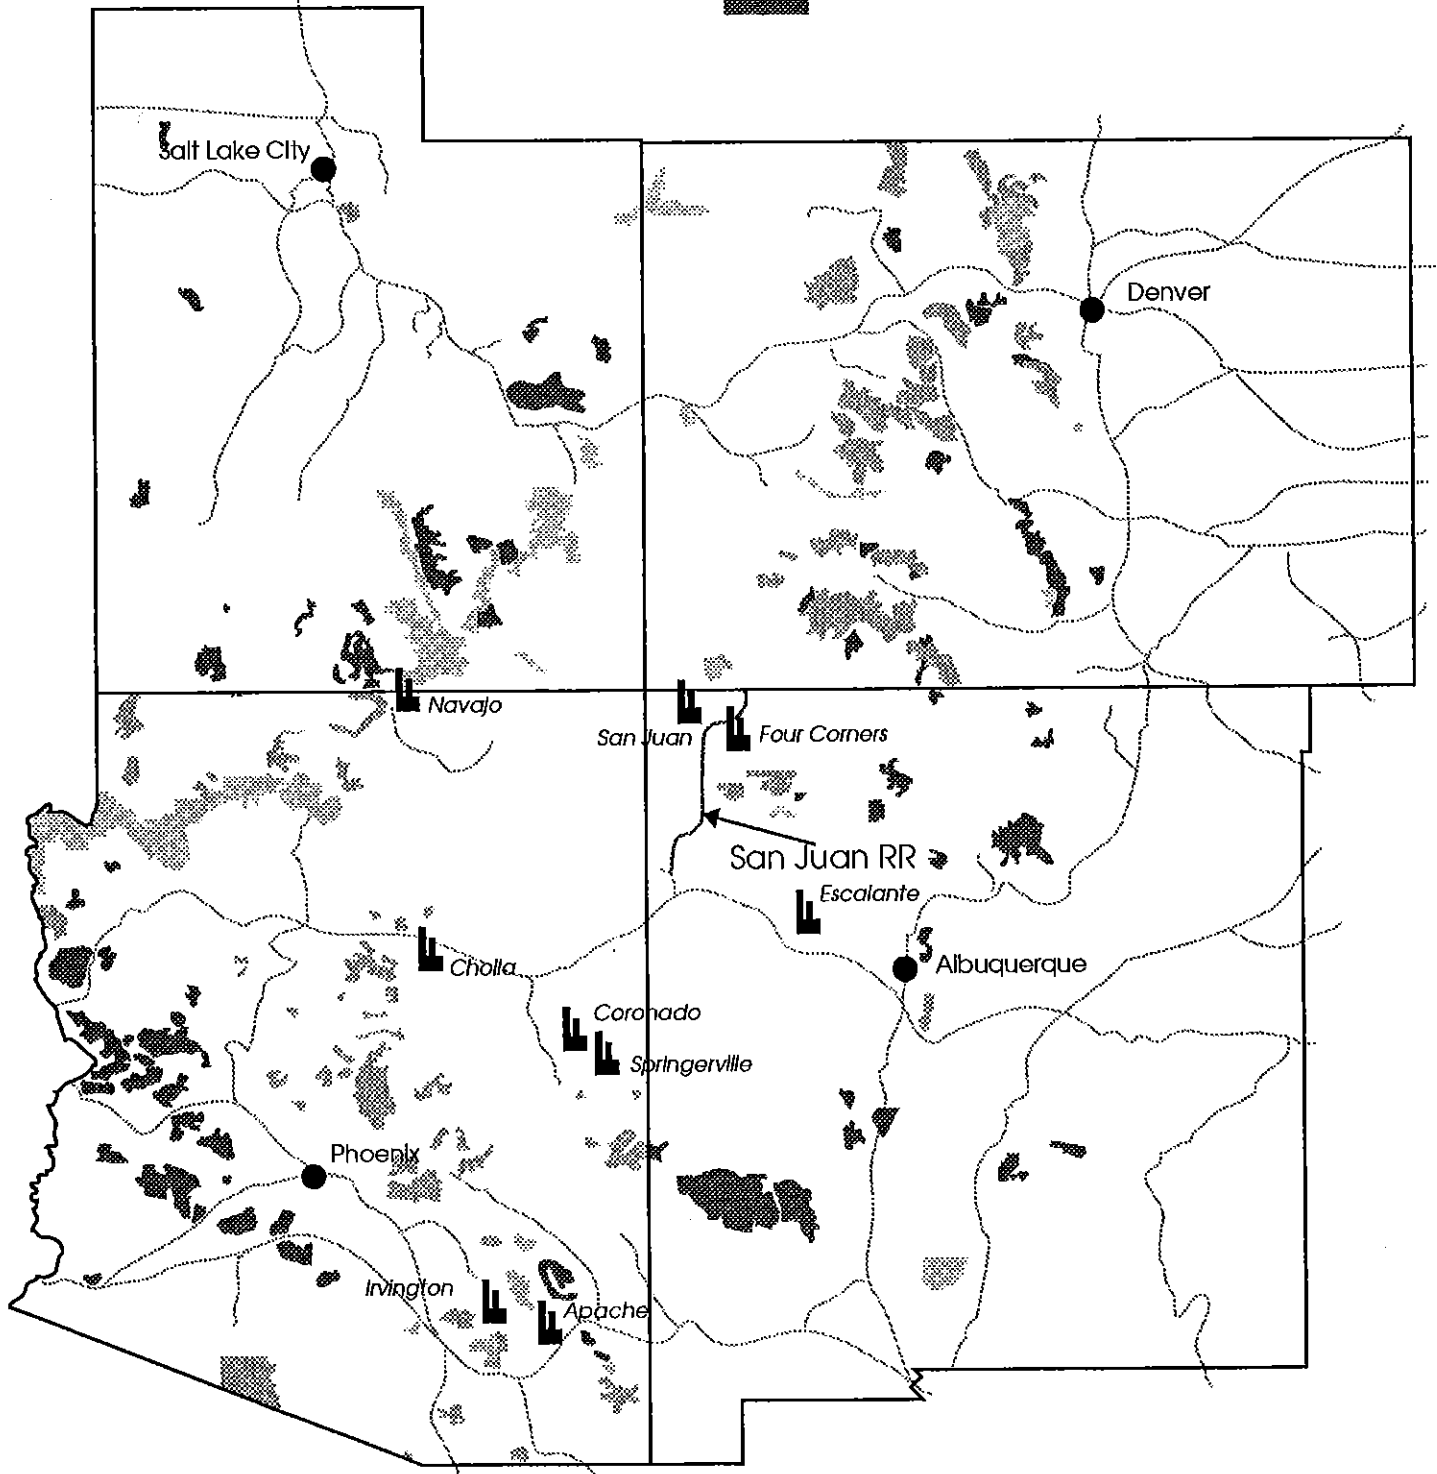 Salt Lake City
Denver
Navajo
San Juan
Four Corners
San Juan RR
Escalante
Cholla
Albuquerque
Coronado
Springerville
Phoenix
Irvington
Apache